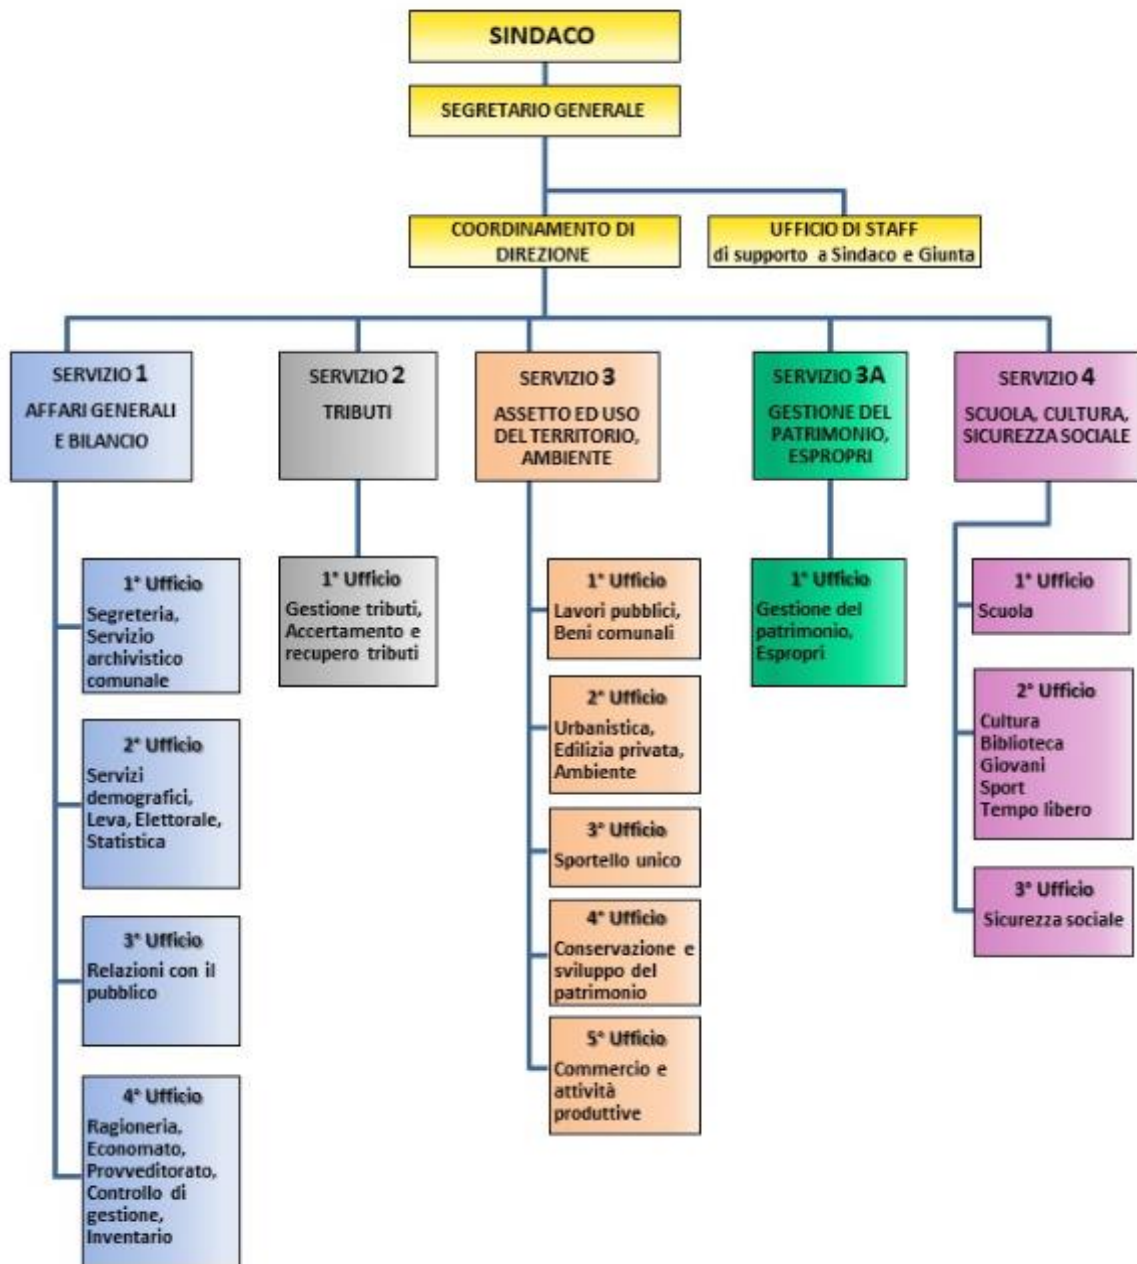 SINDACO
SEGRETARIO GENERALE
COORDINAMENTO DI
DIREZIONE
UFFICIO DI STAFF
di supporto a Sindaco e Giunta
SERVIZIO 1
AFFARI GENERALI
E BILANCIO
SERVIZIO 2
TRIBUTI
SERVIZIO 3
ASSETTO ED USO
DEL TERRITORIO,
AMBIENTE
SERVIZIO 3A
GESTIONE DEL
PATRIMONIO,
ESPROPRI
SERVIZIO 4
SCUOLA, CULTURA,
SICUREZZA SOCIALE
1° Ufficio
Segreteria,
Servizio
archivistico
comunale
2° Ufficio
Servizi
demografici,
Leva, Elettorale,
Statistica
3° Ufficio
Relazioni con il
pubblico
4° Ufficio
Ragioneria,
Economato,
Provveditorato,
Controllo di
gestione,
Inventario
1° Ufficio
Gestione tributi,
Accertamento e
recupero tributi
1° Ufficio
Lavori pubblici,
Beni comunali
2° Ufficio
Urbanistica,
Edilizia privata,
Ambiente
3° Ufficio
Sportello unico
4° Ufficio
Conservazione e
sviluppo del
patrimonio
5° Ufficio
Commercio e
attività
produttive
1° Ufficio
Gestione del
patrimonio,
Espropri
1° Ufficio
Scuola
2° Ufficio
Cultura
Biblioteca
Giovani
Sport
Tempo libero
3° Ufficio
Sicurezza sociale